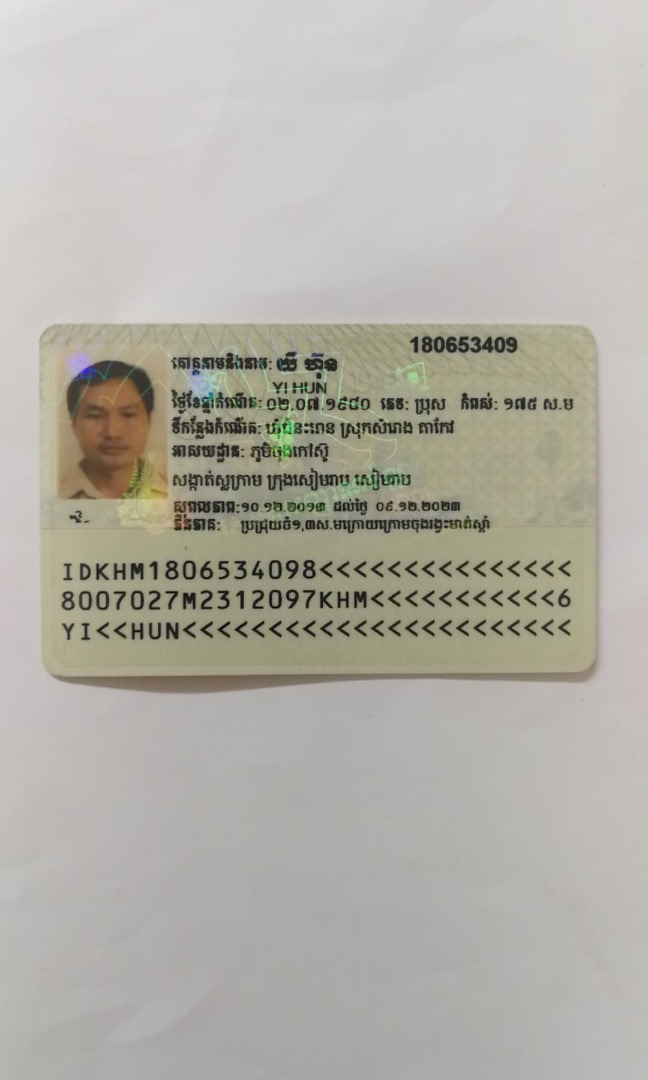 180653409
គោត្តនាមនិងនាម: យី ហ៊ុន
YI HUN
ថ្ងៃខែឆ្នាំកំណើត: ០២.០៧.១៩៨០ ភេទ: ប្រុស កំពស់: ១៧៥ ស.ម
ទីកន្លែងកំណើត: ឃុំជំនះរោន ស្រុកសំរោង តាកែវ
អាសយដ្ឋាន: ភូមិចុងកៅស៊ូ
សង្កាត់ស្លក្រាម ក្រុងសៀមរាប សៀមរាប
សុពលភាព:១០.១២.២០១៣ ដល់ថ្ងៃ ០៩.១២.២០២៣
ភិនភាគ: ប្រជ្រុយចំ១,៣ស.មក្រោយក្រោមចុងរង្វះមាត់ស្តាំ
IDKHM1806534098<<<<<<<<<<<<<<<
8007027M2312097KHM<<<<<<<<<<<6
YI<<HUN<<<<<<<<<<<<<<<<<<<<<<<